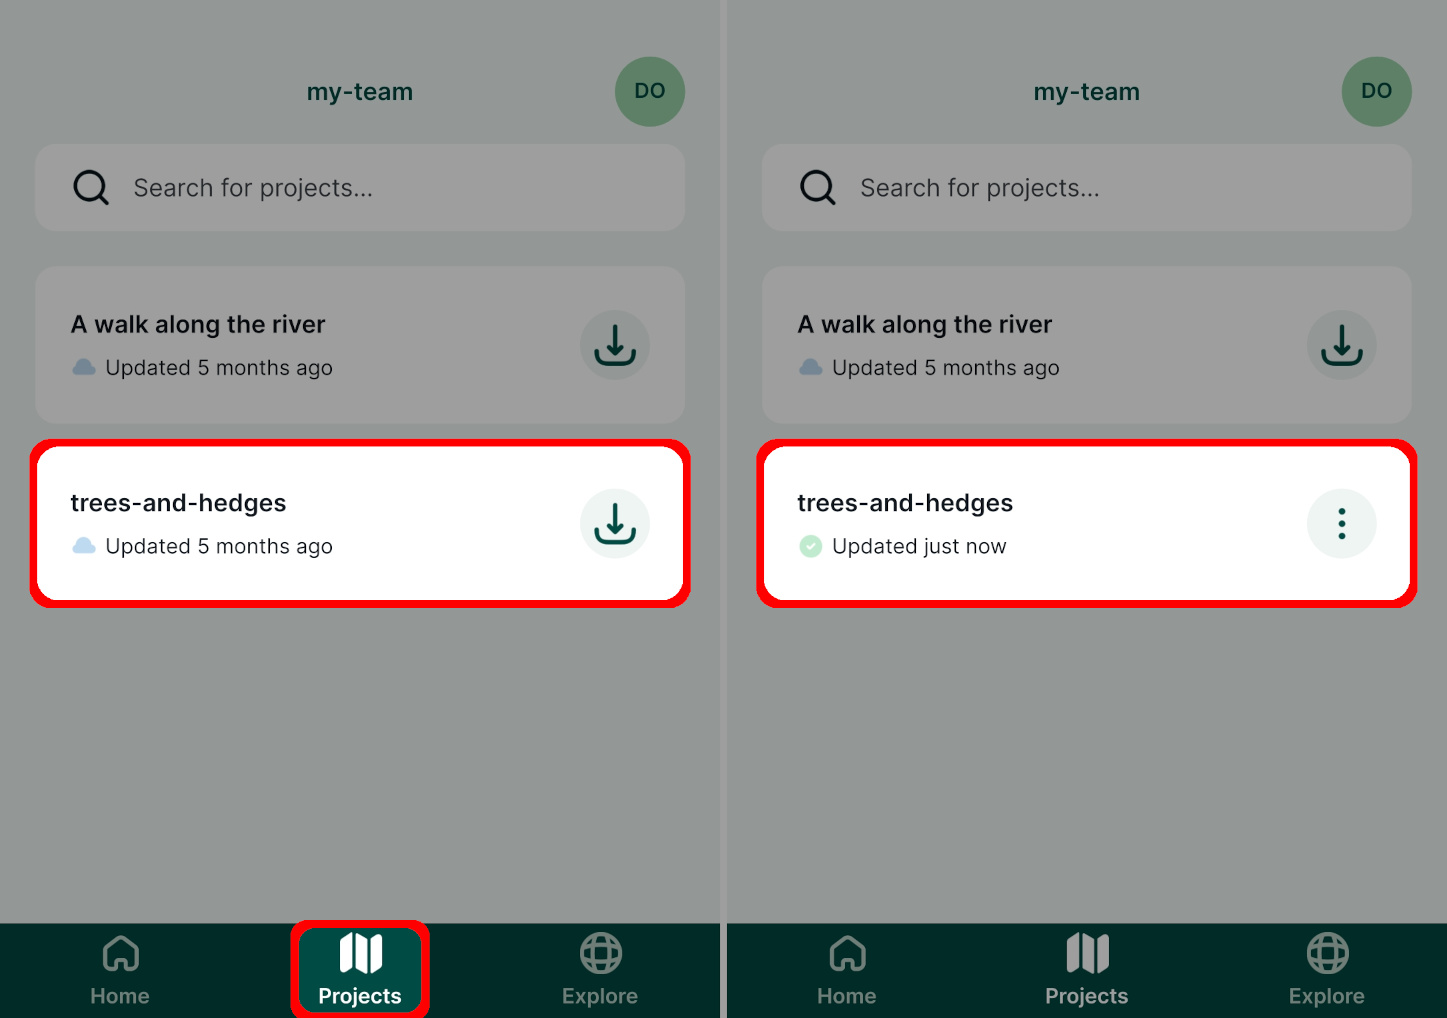 my-team
DO
Search for projects...
A walk along the river
Updated 5 months ago
trees-and-hedges
Updated 5 months ago
Home
Projects
Explore
my-team
DO
Search for projects...
A walk along the river
Updated 5 months ago
trees-and-hedges
Updated just now
Home
Projects
Explore